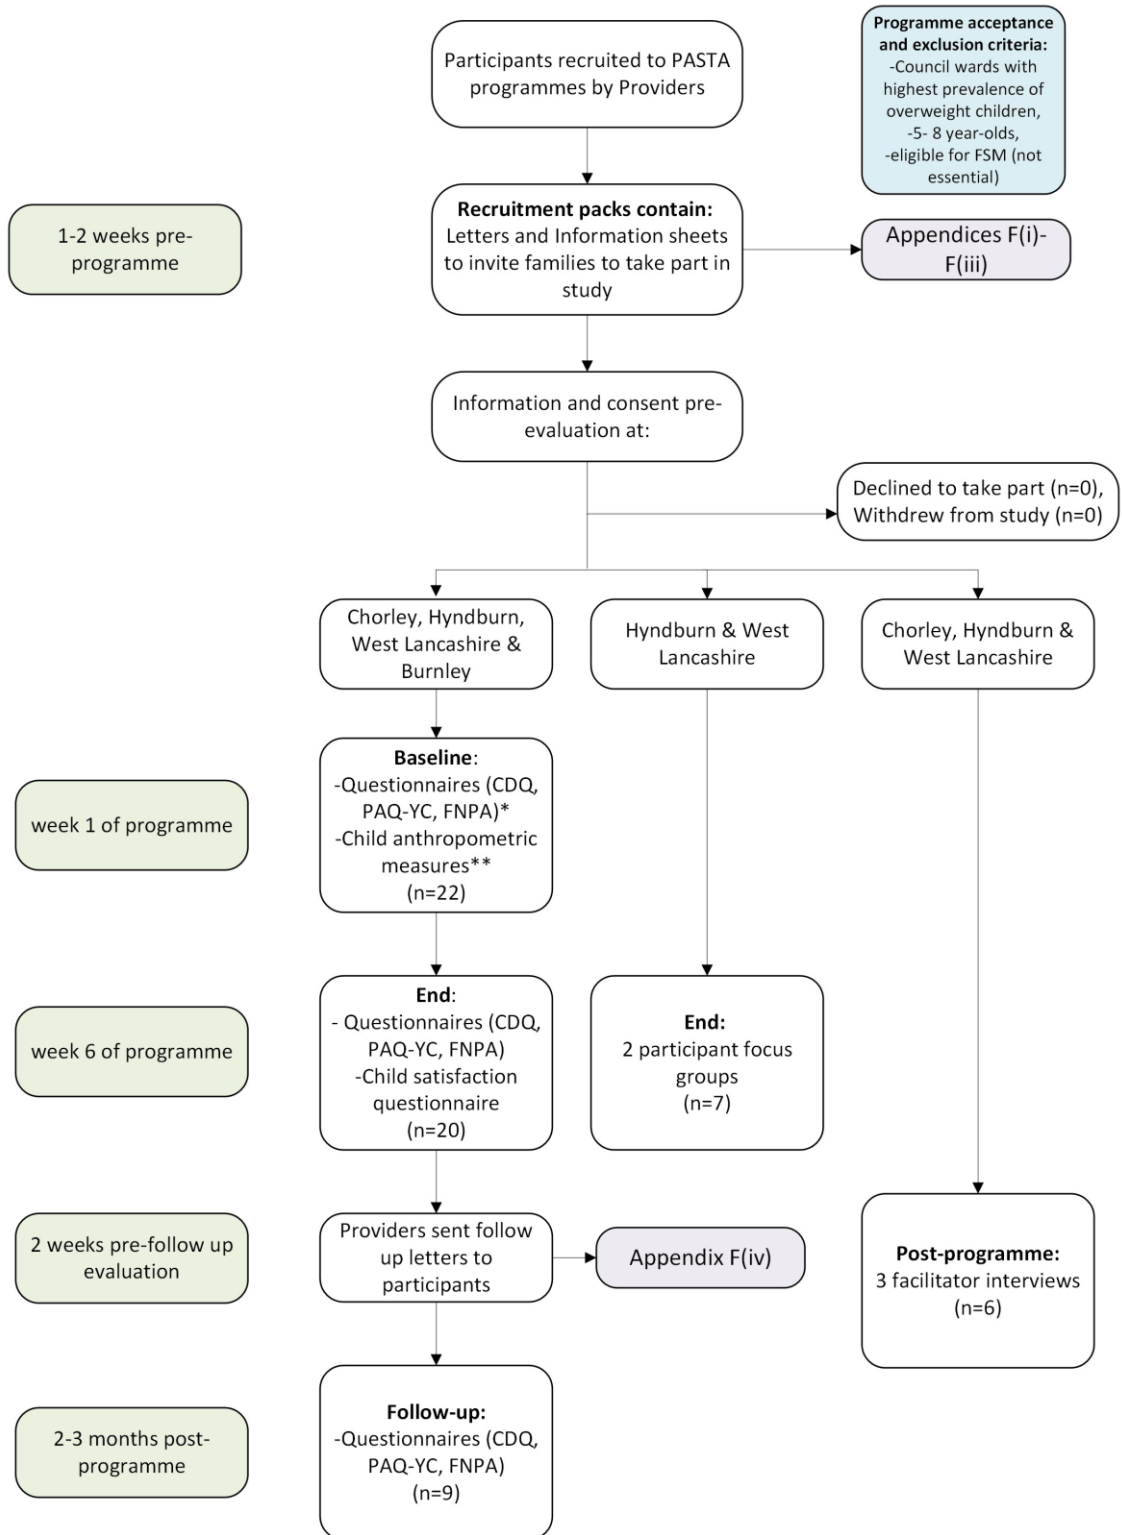 Participants recruited to PASTA
programmes by Providers
Programme acceptance
and exclusion criteria:
-Council wards with
highest prevalence of
overweight children,
-5- 8 year-olds,
-eligible for FSM (not
essential)
1-2 weeks pre-
programme
Recruitment packs contain:
Letters and Information sheets
to invite families to take part in
study
Appendices F(i)-
F(iii)
Information and consent pre-
evaluation at:
Declined to take part (n=0),
Withdrew from study (n=0)
Chorley, Hyndburn,
West Lancashire &
Burnley
Hyndburn & West
Lancashire
Chorley, Hyndburn &
West Lancashire
week 1 of programme
Baseline:
-Questionnaires (CDQ,
PAQ-YC, FNPA)*
-Child anthropometric
measures**
(n=22)
week 6 of programme
End:
- Questionnaires (CDQ,
PAQ-YC, FNPA)
-Child satisfaction
questionnaire
(n=20)
End:
2 participant focus
groups
(n=7)
2 weeks pre-follow up
evaluation
Providers sent follow
up letters to
participants
Appendix F(iv)
Post-programme:
3 facilitator interviews
(n=6)
2-3 months post-
programme
Follow-up:
-Questionnaires (CDQ,
PAQ-YC, FNPA)
(n=9)